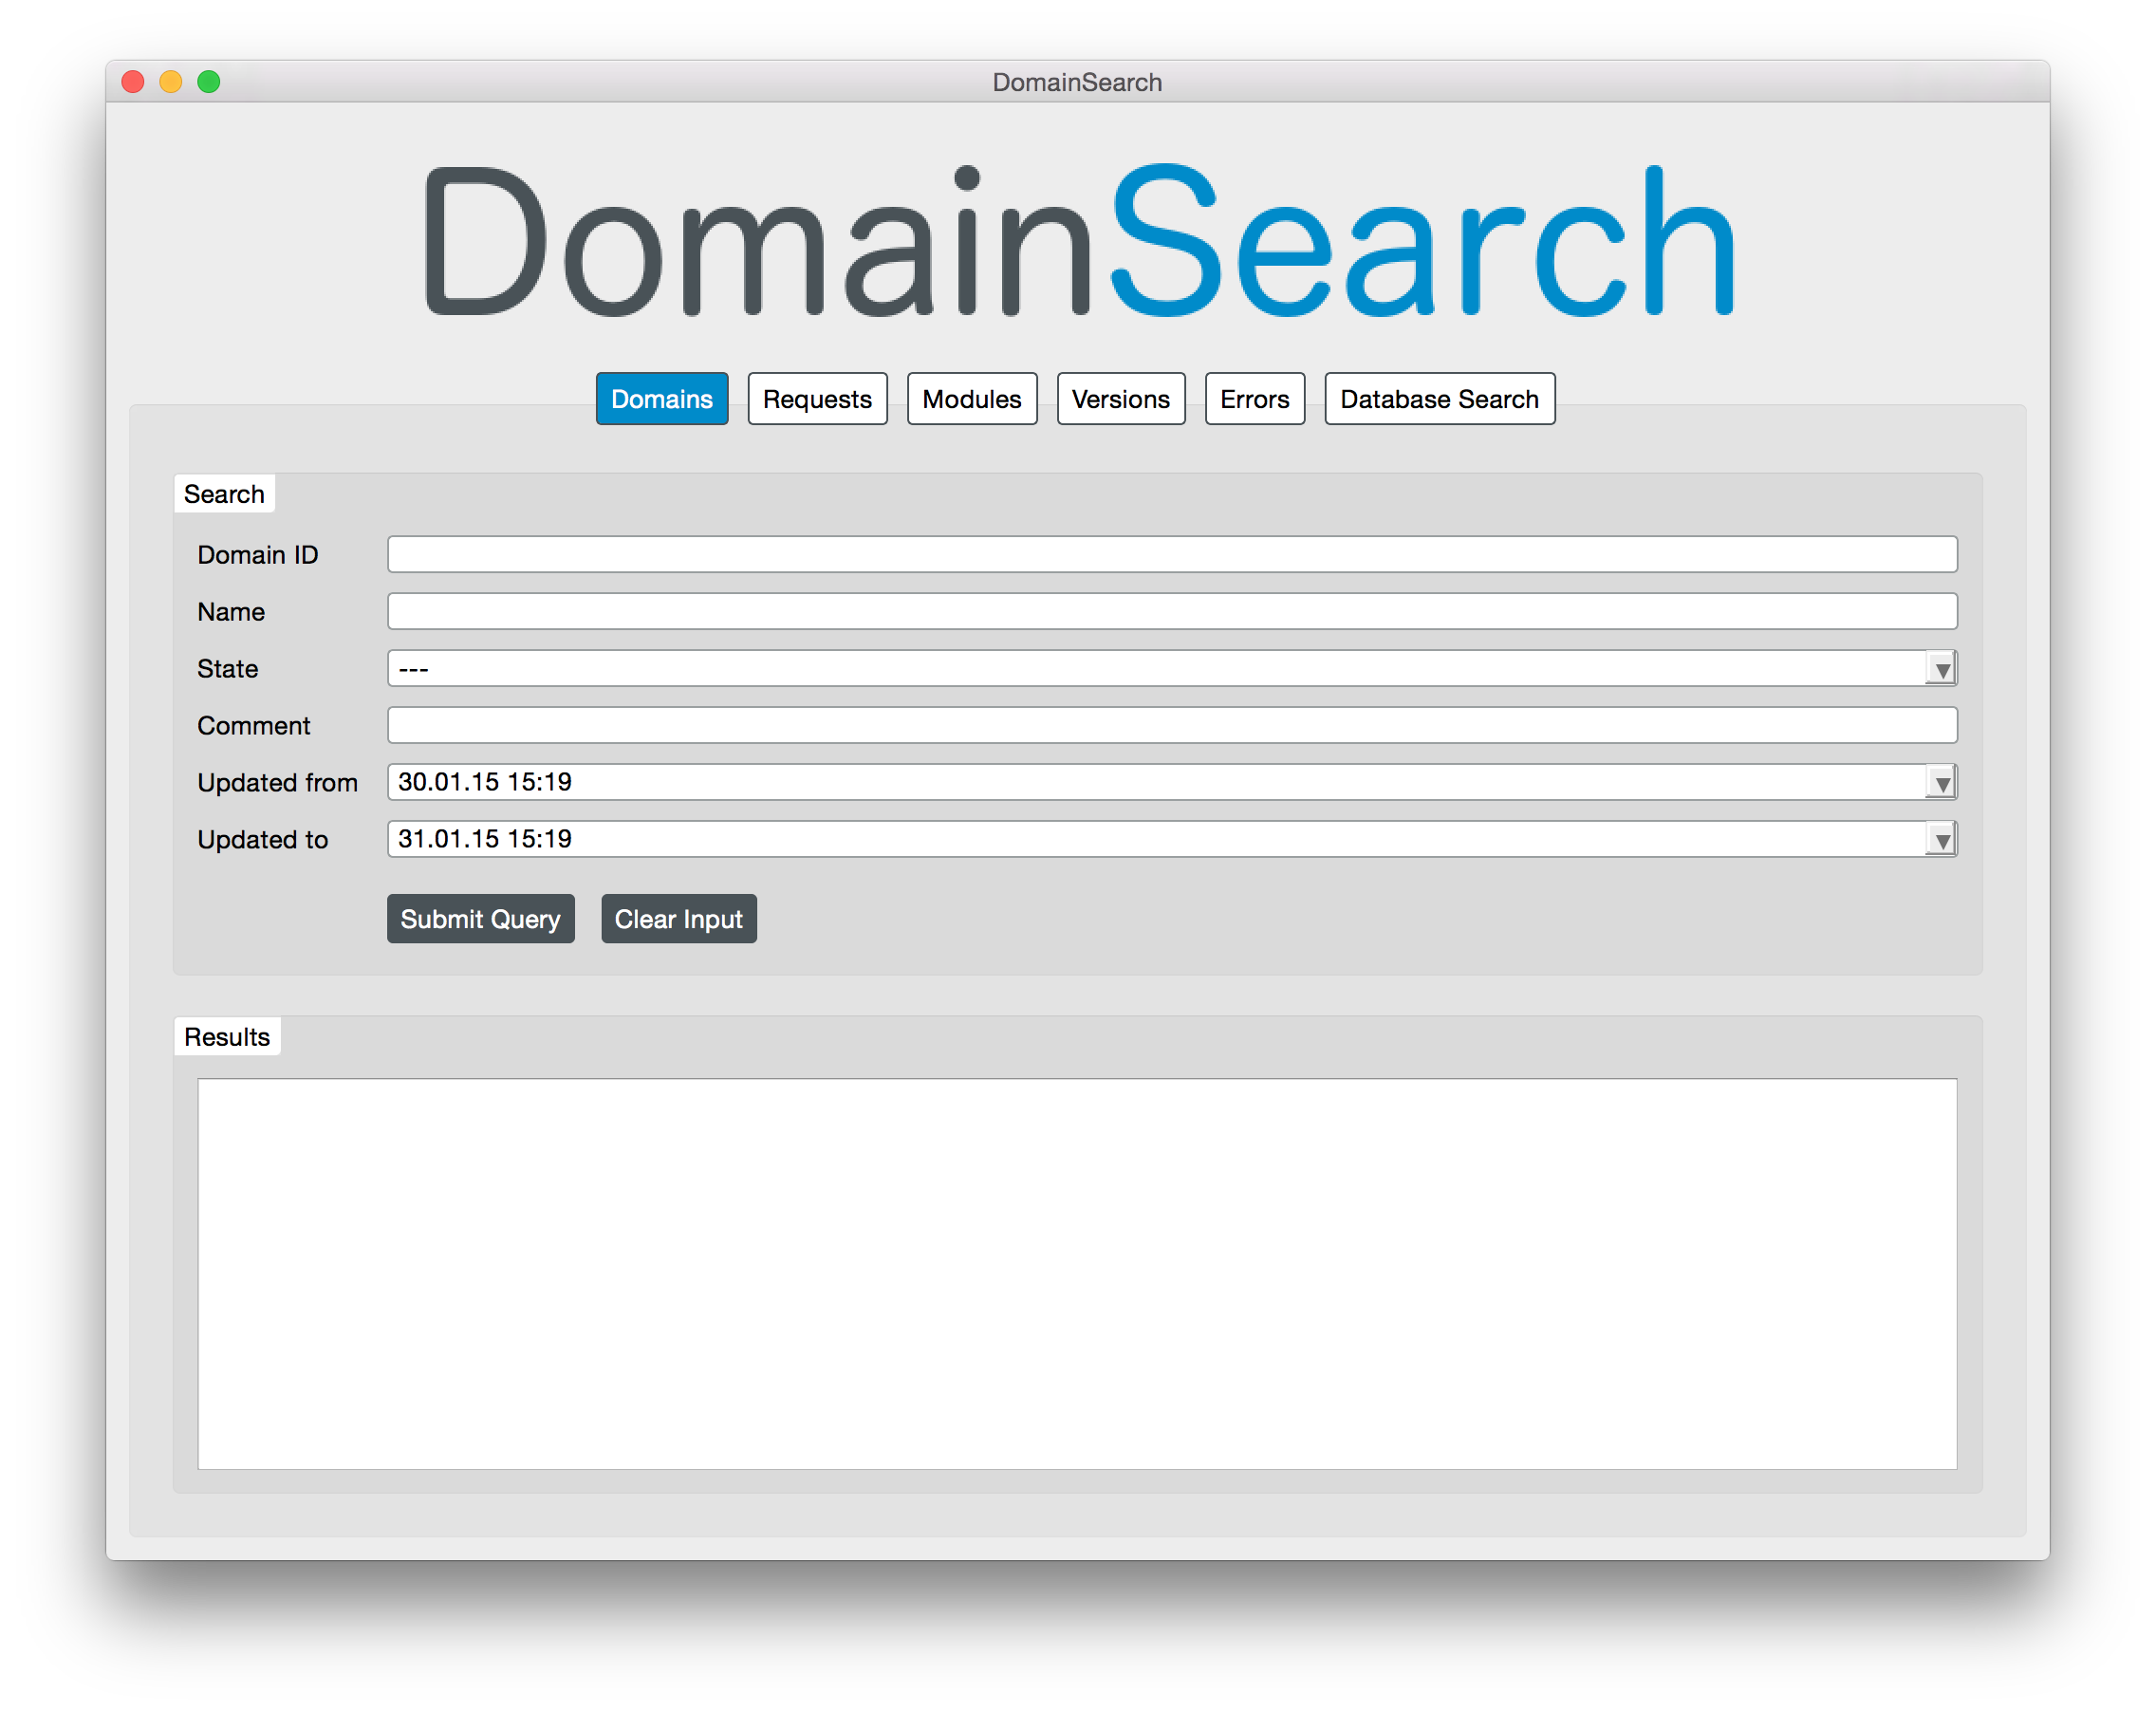 DomainSearch
DomainSearch
Domains Requests Modules Versions Errors Database Search
Search
Domain ID
Name
State ---
Comment
Updated from 30.01.15 15:19
Updated to 31.01.15 15:19
Submit Query Clear Input
Results